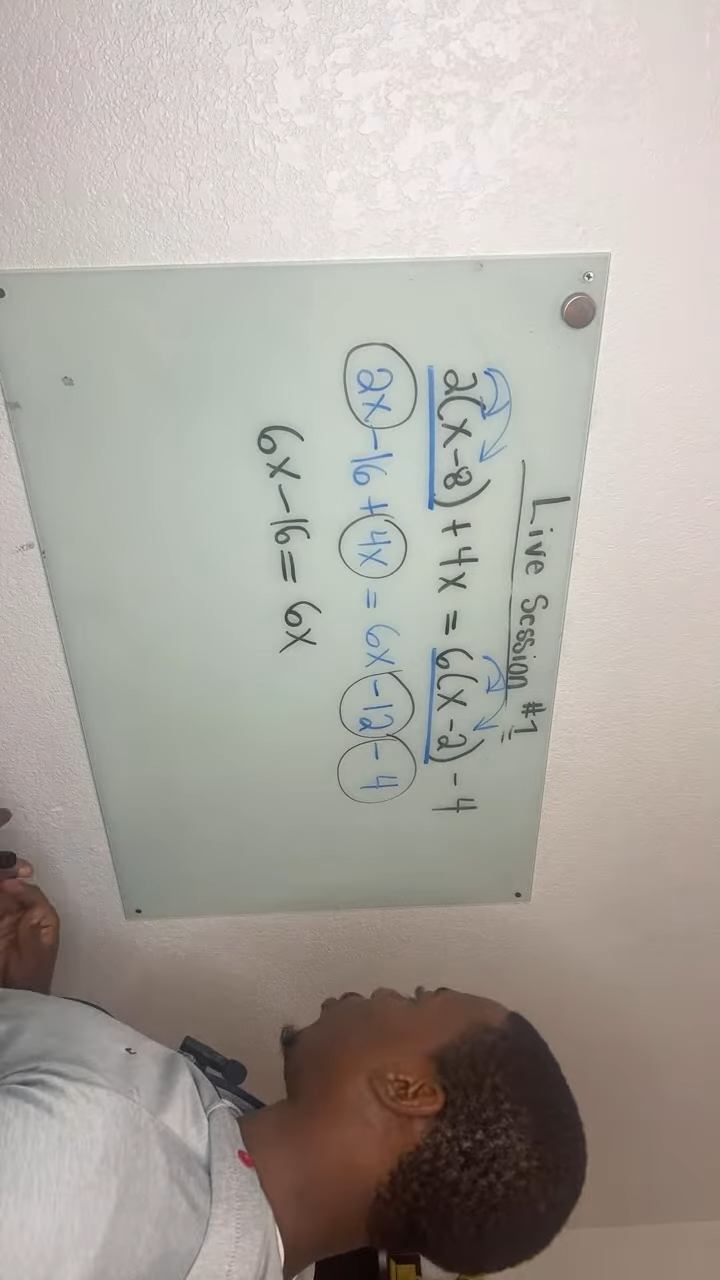 Live Session #1
2(x-8) + 4x = 6(x-2) - 4
2x - 16 + 4x = 6x - 12 - 4
6x - 16 = 6x